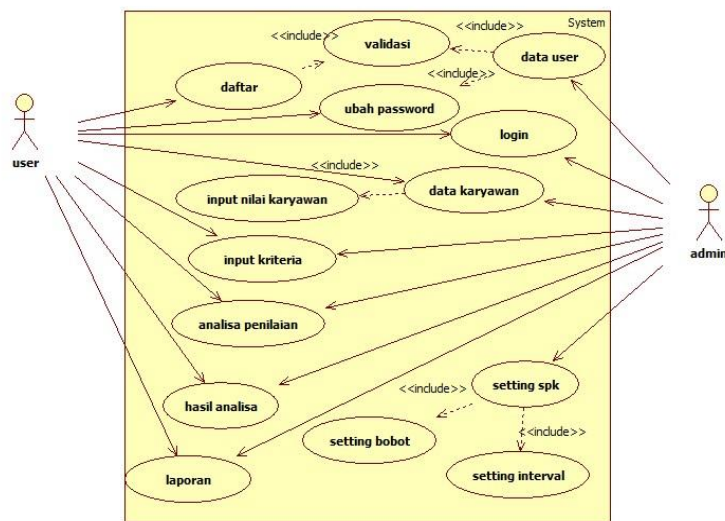 System
<<include>>
validasi
<<include>>
data user
daftar
<<include>>
ubah password
user
login
<<include>>
input nilai karyawan
data karyawan
input kriteria
admin
analisa penilaian
setting spk
<<include>>
hasil analisa
<<include>>
setting bobot
laporan
setting interval